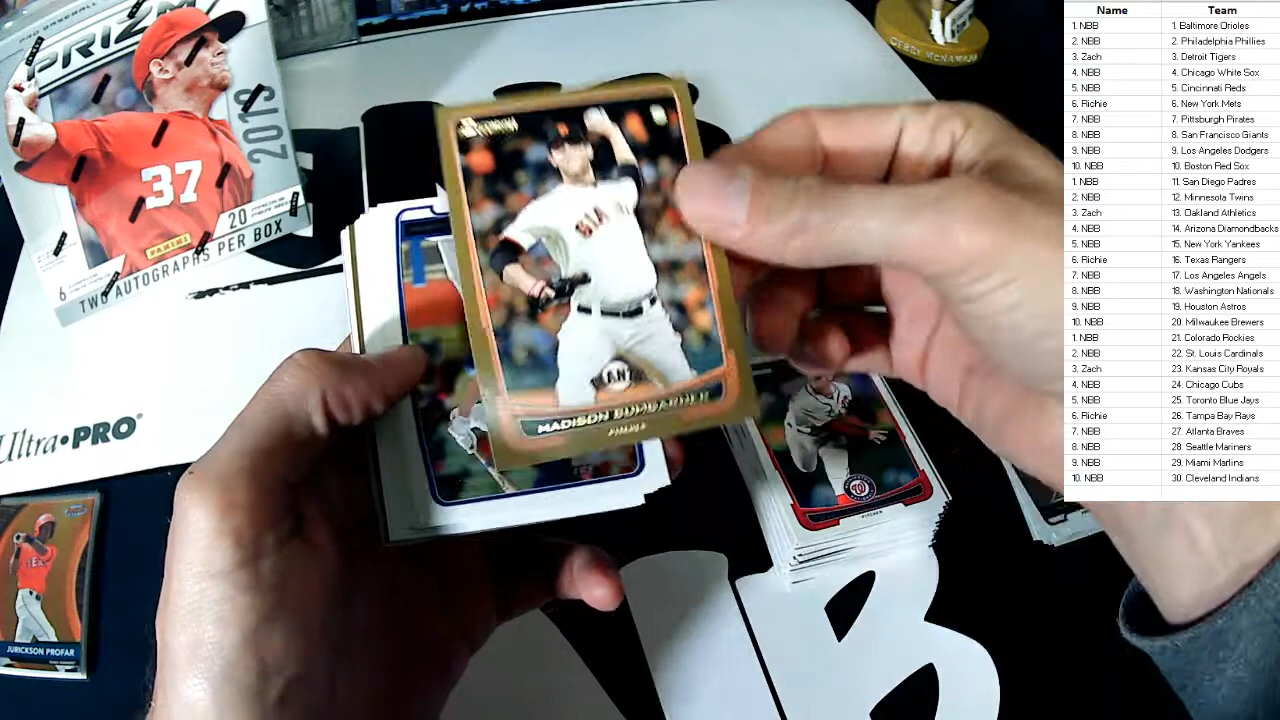 PRIZM
2013
37
PANINI
20
TWO AUTOGRAPHS PER BOX
6
Ultra•PRO®
JURICKSON PROFAR
GIANTS
MADISON BUMGARNER
PITCHER
PITCHER
Name Team
1. NBB 1. Baltimore Orioles
2. NBB 2. Philadelphia Phillies
3. Zach 3. Detroit Tigers
4. NBB 4. Chicago White Sox
5. NBB 5. Cincinnati Reds
6. Richie 6. New York Mets
7. NBB 7. Pittsburgh Pirates
8. NBB 8. San Francisco Giants
9. NBB 9. Los Angeles Dodgers
10. NBB 10. Boston Red Sox
1. NBB 11. San Diego Padres
2. NBB 12. Minnesota Twins
3. Zach 13. Oakland Athletics
4. NBB 14. Arizona Diamondbacks
5. NBB 15. New York Yankees
6. Richie 16. Texas Rangers
7. NBB 17. Los Angeles Angels
8. NBB 18. Washington Nationals
9. NBB 19. Houston Astros
10. NBB 20. Milwaukee Brewers
1. NBB 21. Colorado Rockies
2. NBB 22. St. Louis Cardinals
3. Zach 23. Kansas City Royals
4. NBB 24. Chicago Cubs
5. NBB 25. Toronto Blue Jays
6. Richie 26. Tampa Bay Rays
7. NBB 27. Atlanta Braves
8. NBB 28. Seattle Mariners
9. NBB 29. Miami Marlins
10. NBB 30. Cleveland Indians